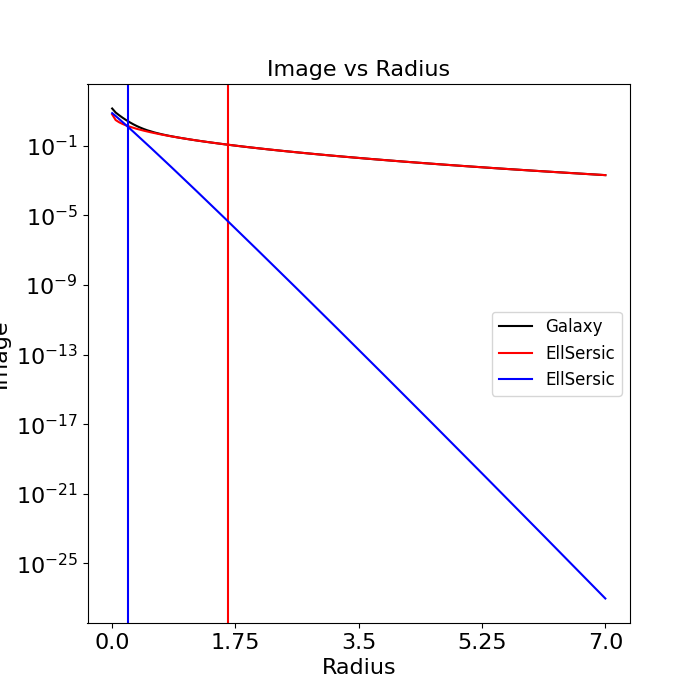 Image vs Radius
10⁻¹
10⁻⁵
10⁻⁹
10⁻¹³
10⁻¹⁷
10⁻²¹
10⁻²⁵
Image
Galaxy
EllSersic
EllSersic
0.0 1.75 3.5 5.25 7.0
Radius